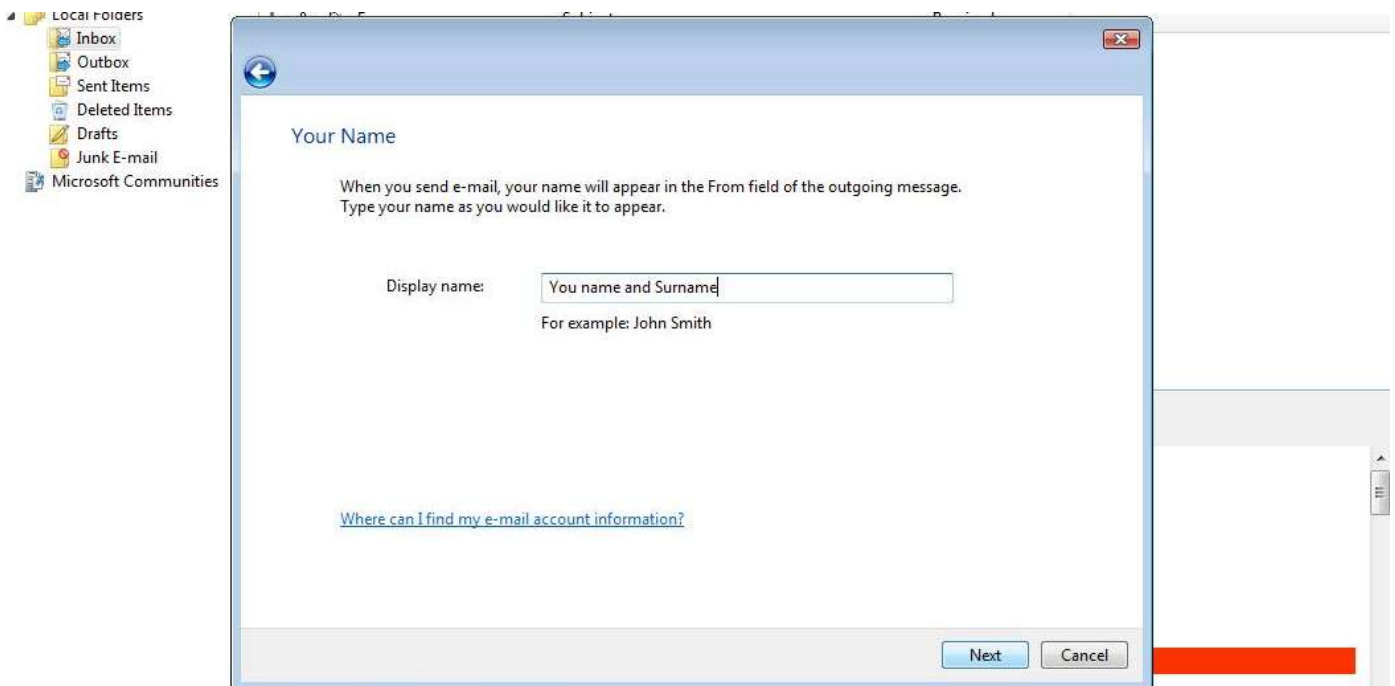 Local Folders
Inbox
Outbox
Sent Items
Deleted Items
Drafts
Junk E-mail
Microsoft Communities
Your Name
When you send e-mail, your name will appear in the From field of the outgoing message.
Type your name as you would like it to appear.
Display name: You name and Surname
For example: John Smith
Where can I find my e-mail account information?
Next Cancel